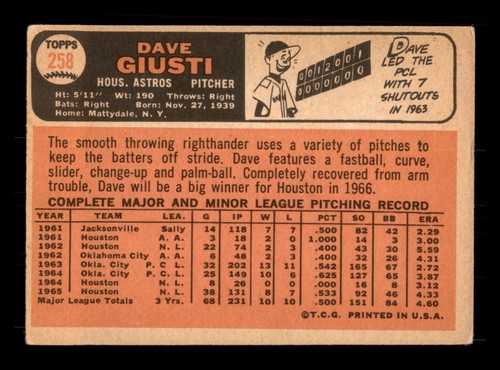 TOPPS
258
DAVE
GIUSTI
HOUS. ASTROS PITCHER
Ht: 5'11" Wt: 190 Throws: Right
Bats: Right Born: Nov. 27, 1939
Home: Mattydale, N. Y.
0012001
0000000
DAVE
LED THE
PCL
WITH 7
SHUTOUTS
IN 1963
The smooth throwing righthander uses a variety of pitches to
keep the batters off stride. Dave features a fastball, curve,
slider, change-up and palm-ball. Completely recovered from arm
trouble, Dave will be a big winner for Houston in 1966.
COMPLETE MAJOR AND MINOR LEAGUE PITCHING RECORD
YEAR TEAM LEA. G IP W L PCT SO BB ERA
1961 Jacksonville Sally 14 118 7 7 .500 82 42 2.29
1961 Houston A. A. 3 18 2 0 1.000 14 3 3.00
1962 Houston N. L. 22 74 2 3 .400 43 30 5.59
1962 Oklahoma City A. A. 6 48 2 3 .400 32 26 4.31
1963 Okla. City P. C. L. 32 202 13 11 .542 165 67 2.72
1964 Okla. City P. C. L. 25 149 10 6 .625 127 65 3.87
1964 Houston N. L. 8 26 0 0 .000 16 8 3.12
1965 Houston N. L. 38 131 8 7 .533 92 46 4.33
Major League Totals 3 Yrs. 68 231 10 10 .500 151 84 4.60
©T.C.G. PRINTED IN U.S.A.